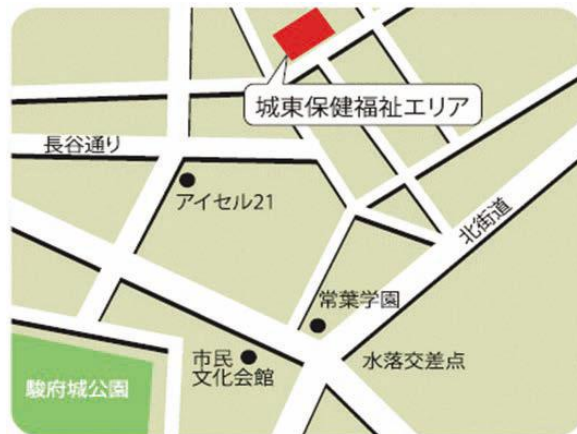 城東保健福祉エリア
長谷通り
アイセル21
北街道
常葉学園
市民
文化会館
水落交差点
駿府城公園